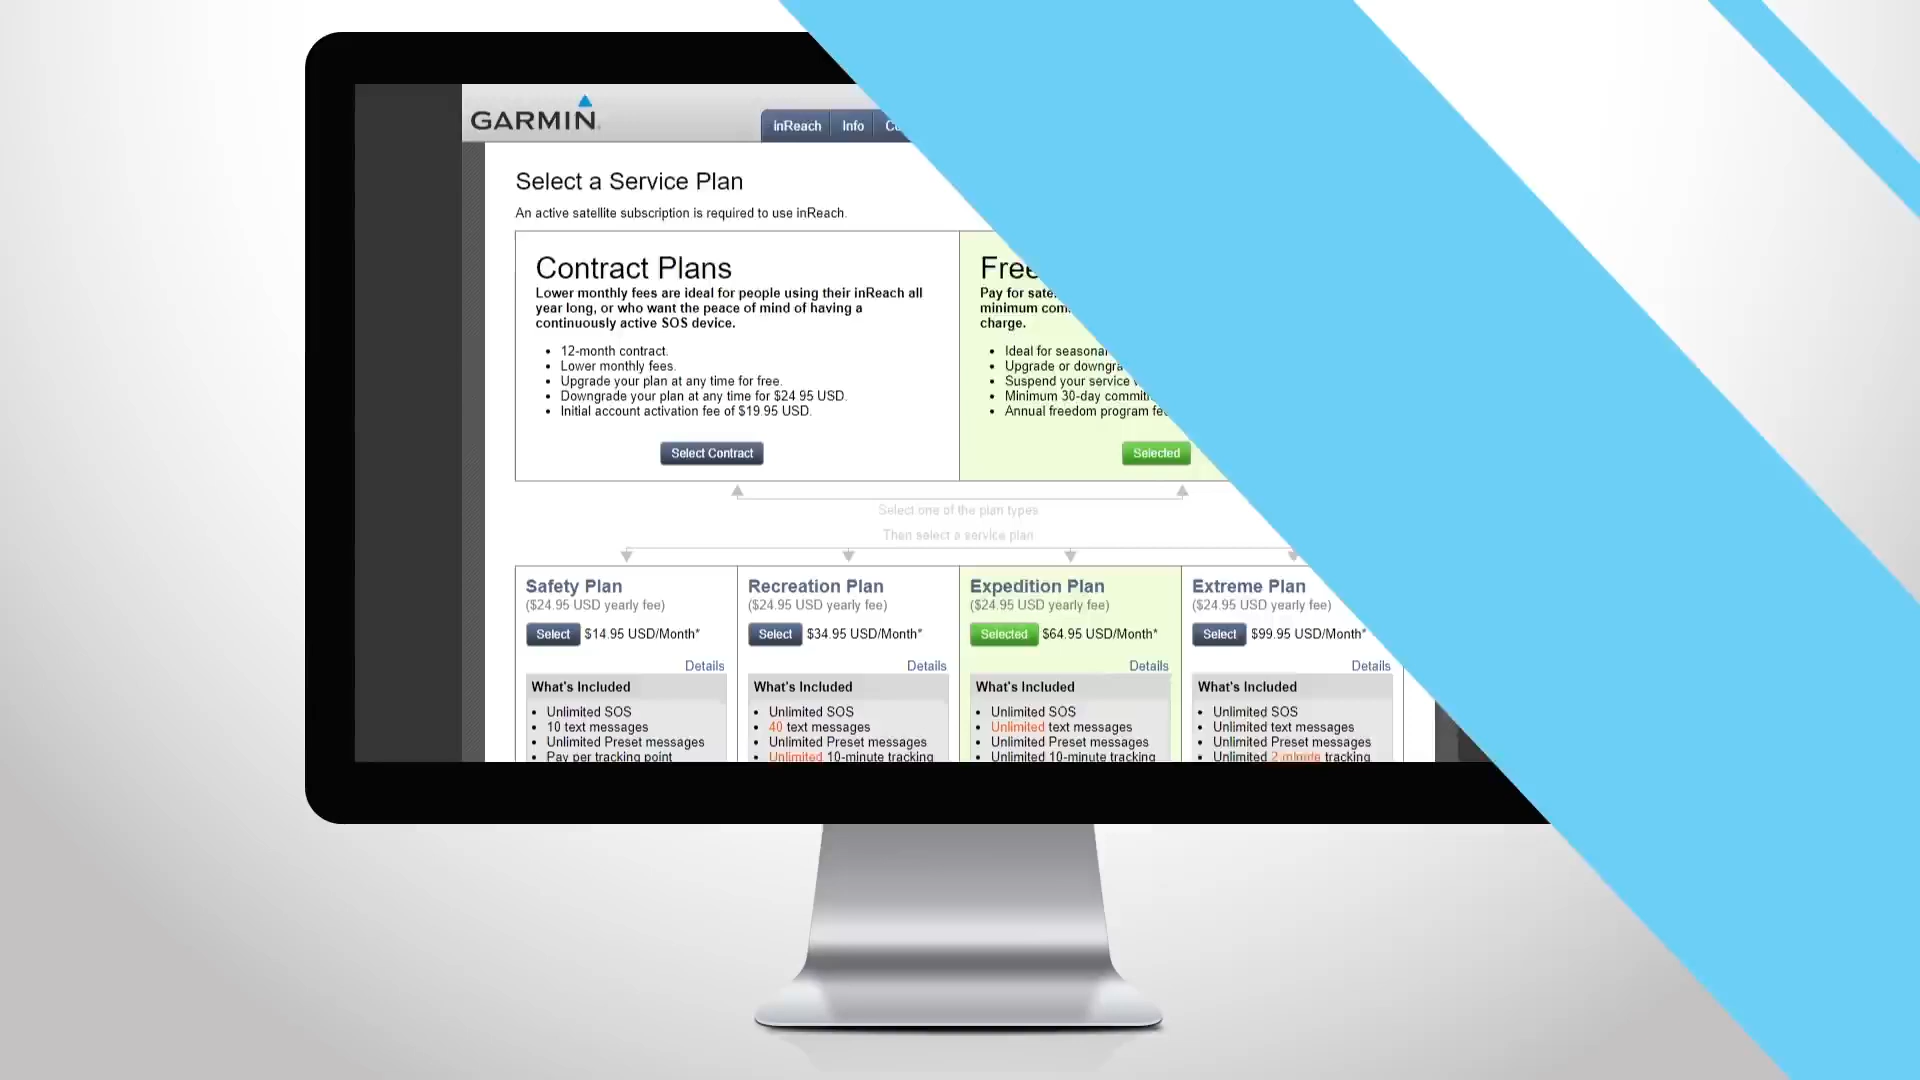 GARMIN
inReach Info
Select a Service Plan
An active satellite subscription is required to use inReach.
Contract Plans
Lower monthly fees are ideal for people using their inReach all
year long, or who want the peace of mind of having a
continuously active SOS device.
• 12-month contract.
• Lower monthly fees.
• Upgrade your plan at any time for free.
• Downgrade your plan at any time for $24.95 USD.
• Initial account activation fee of $19.95 USD.
Select Contract
Free
Pay for
minimum
charge.
• Ideal for seasonal
• Upgrade or
• Suspend your service
• Minimum 30-day
• Annual freedom program
Selected
Select one of the plan types
Then select a service plan
Safety Plan
($24.95 USD yearly fee)
Select $14.95 USD/Month*
Details
What's Included
• Unlimited SOS
• 10 text messages
• Unlimited Preset messages
• Pay per tracking point
Recreation Plan
($24.95 USD yearly fee)
Select $34.95 USD/Month*
Details
What's Included
• Unlimited SOS
• 40 text messages
• Unlimited Preset messages
• Unlimited 10-minute tracking
Expedition Plan
($24.95 USD yearly fee)
Selected $64.95 USD/Month*
Details
What's Included
• Unlimited SOS
• Unlimited text messages
• Unlimited Preset messages
• Unlimited 10-minute tracking
Extreme Plan
($24.95 USD yearly fee)
Select $99.95 USD/Month*
Details
What's Included
• Unlimited SOS
• Unlimited text messages
• Unlimited Preset messages
• Unlimited 2-minute tracking